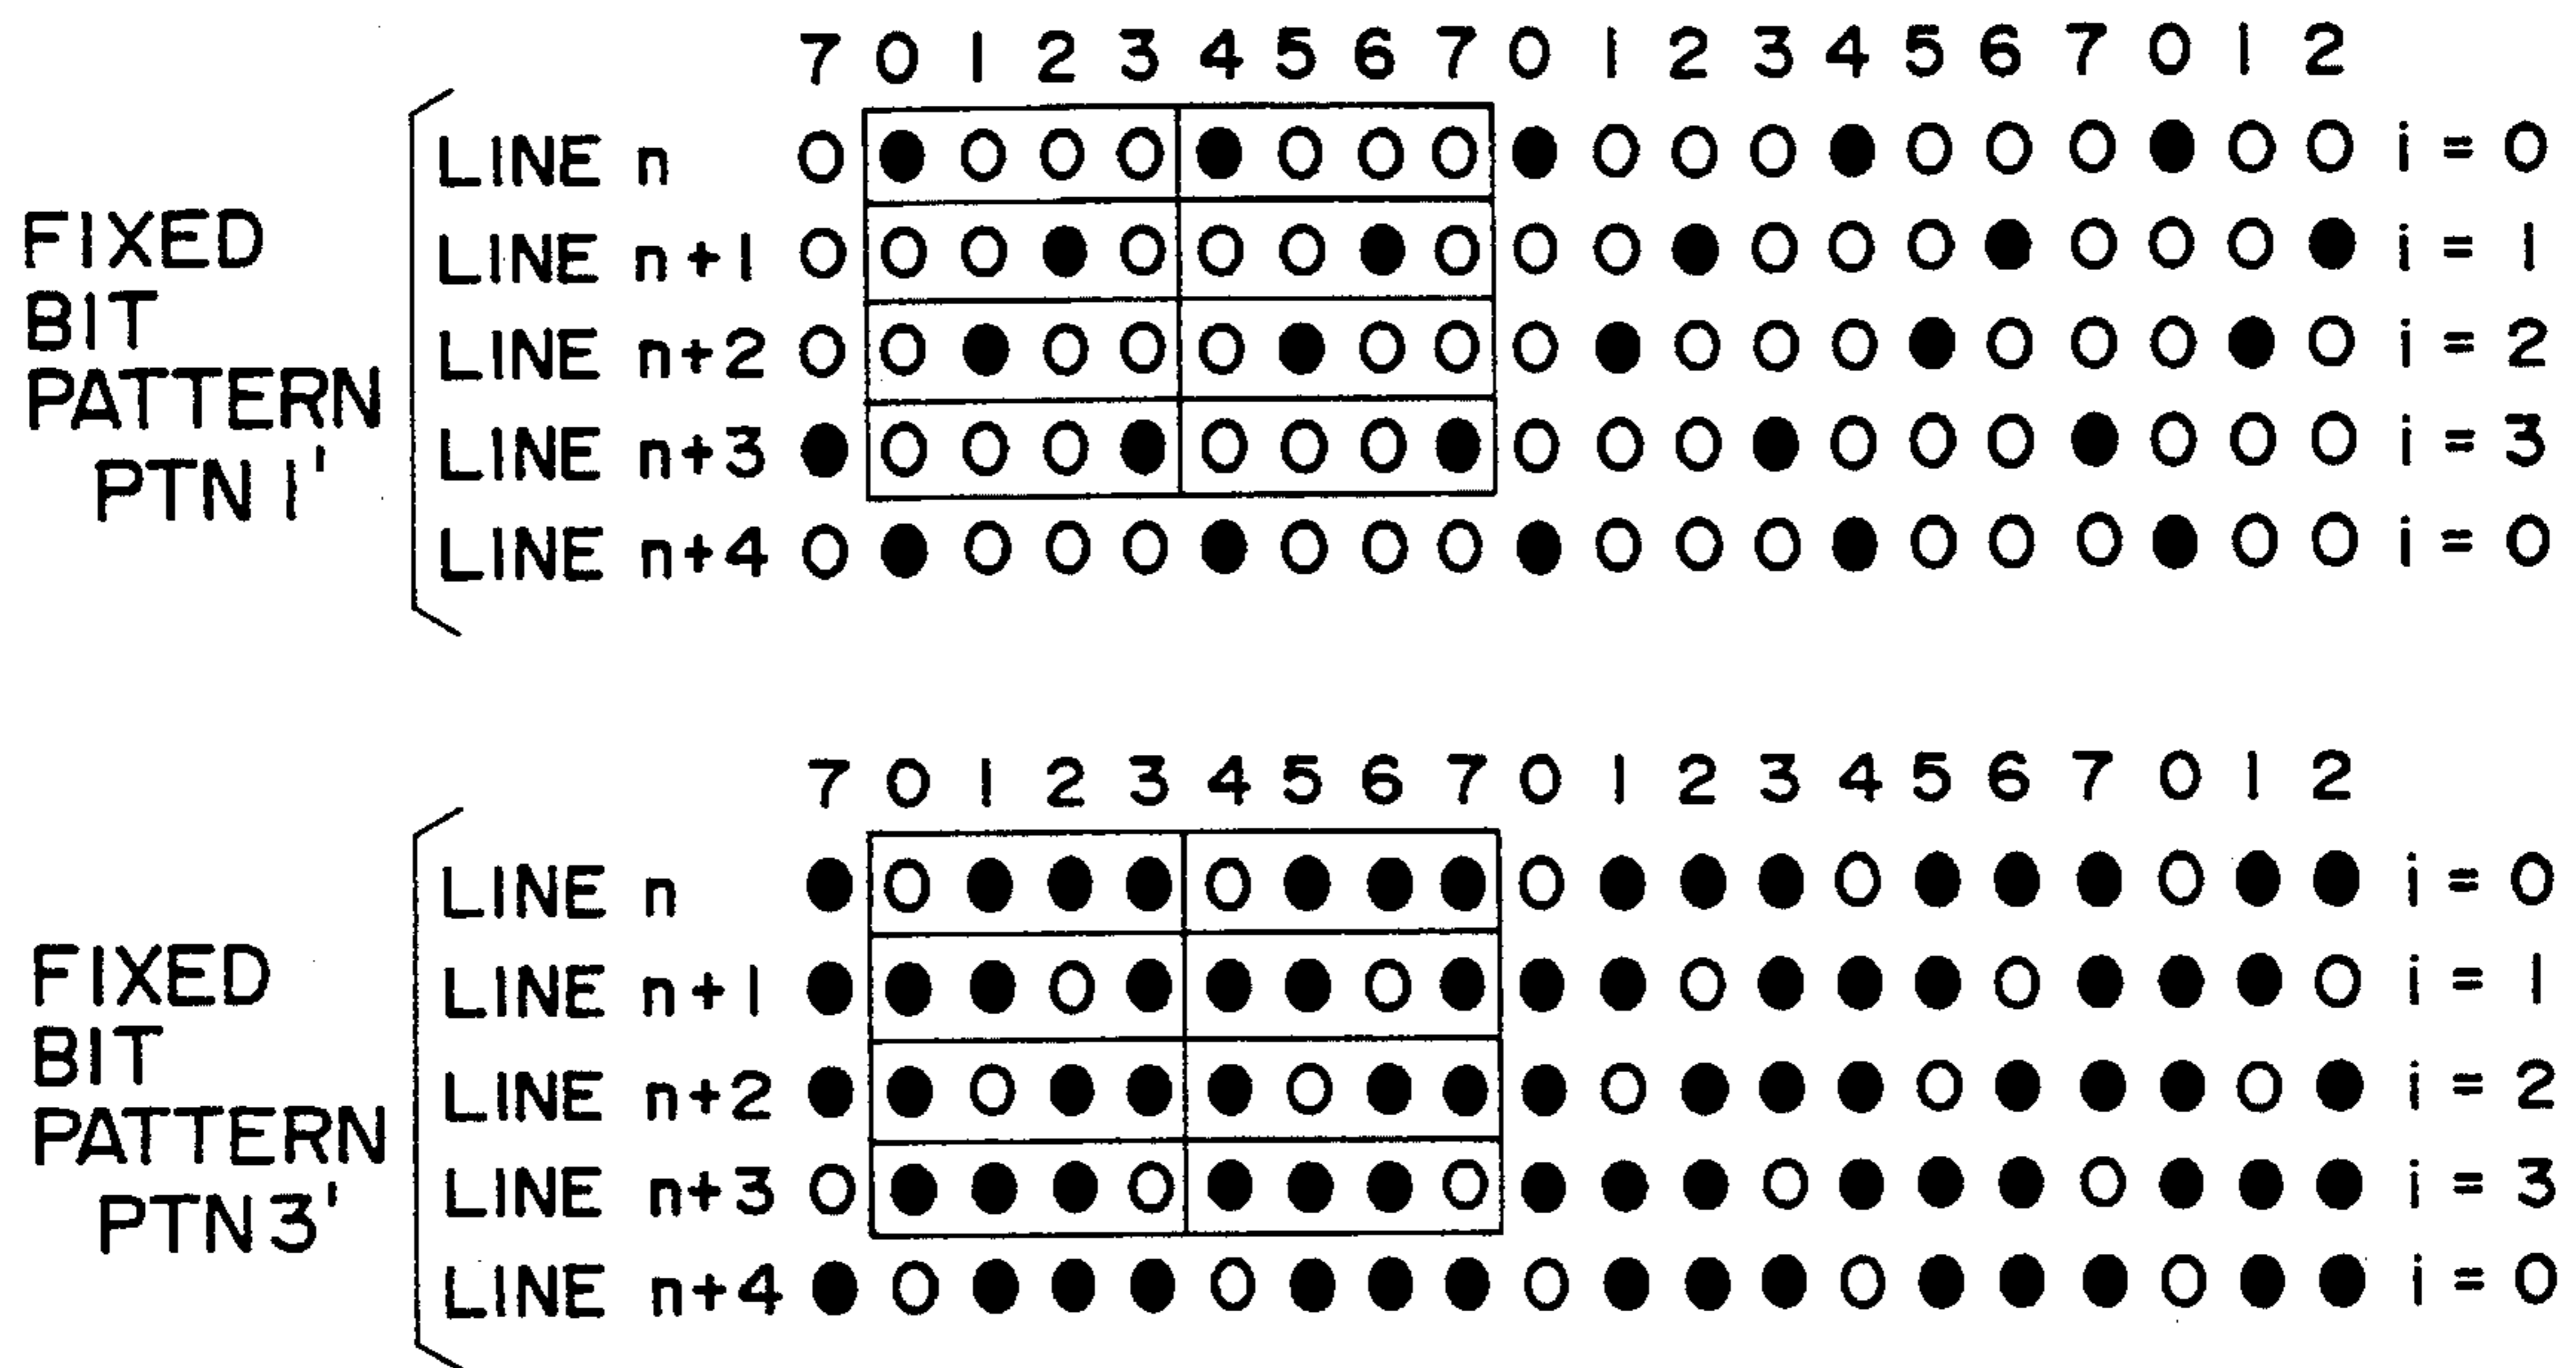 7 0 1 2 3 4 5 6 7 0 1 2 3 4 5 6 7 0 1 2
FIXED
BIT
PATTERN
PTN 1'
LINE n i = 0
LINE n+1 i = 1
LINE n+2 i = 2
LINE n+3 i = 3
LINE n+4 i = 0
7 0 1 2 3 4 5 6 7 0 1 2 3 4 5 6 7 0 1 2
FIXED
BIT
PATTERN
PTN 3'
LINE n i = 0
LINE n+1 i = 1
LINE n+2 i = 2
LINE n+3 i = 3
LINE n+4 i = 0